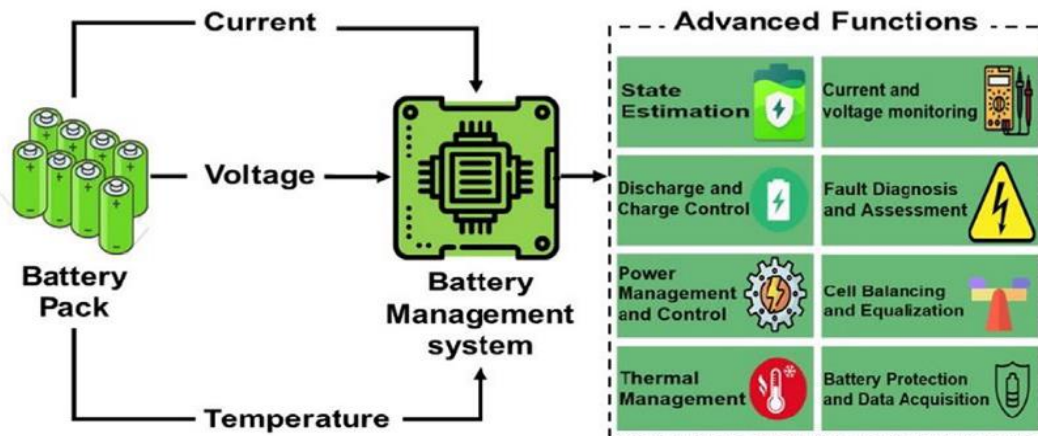 Current
Voltage
Temperature
Battery
Pack
Battery
Management
system
Advanced Functions
State
Estimation
Current and
voltage monitoring
Discharge and
Charge Control
Fault Diagnosis
and Assessment
Power
Management
and Control
Cell Balancing
and Equalization
Thermal
Management
Battery Protection
and Data Acquisition